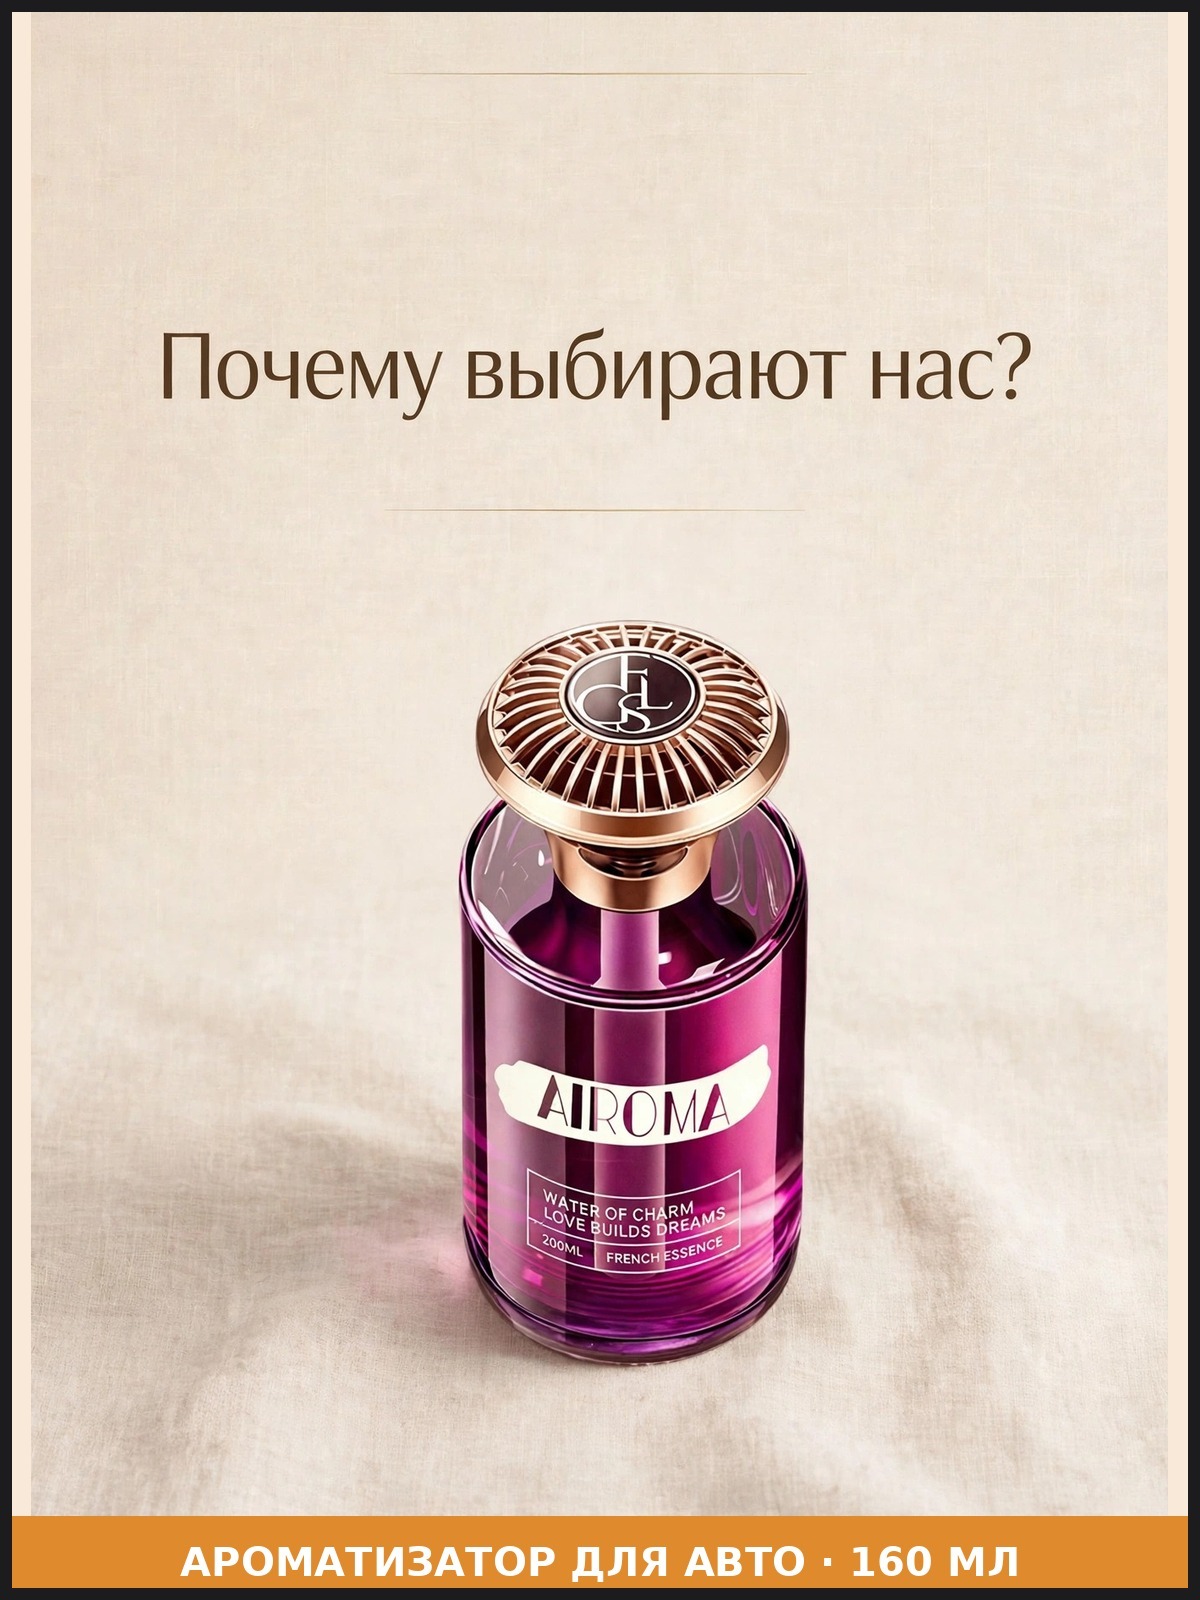 Почему выбирают нас?
AIROMA
WATER OF CHARM
LOVE BUILDS DREAMS
200ML
FRENCH ESSENCE
АРОМАТИЗАТОР ДЛЯ АВТО · 160 МЛ